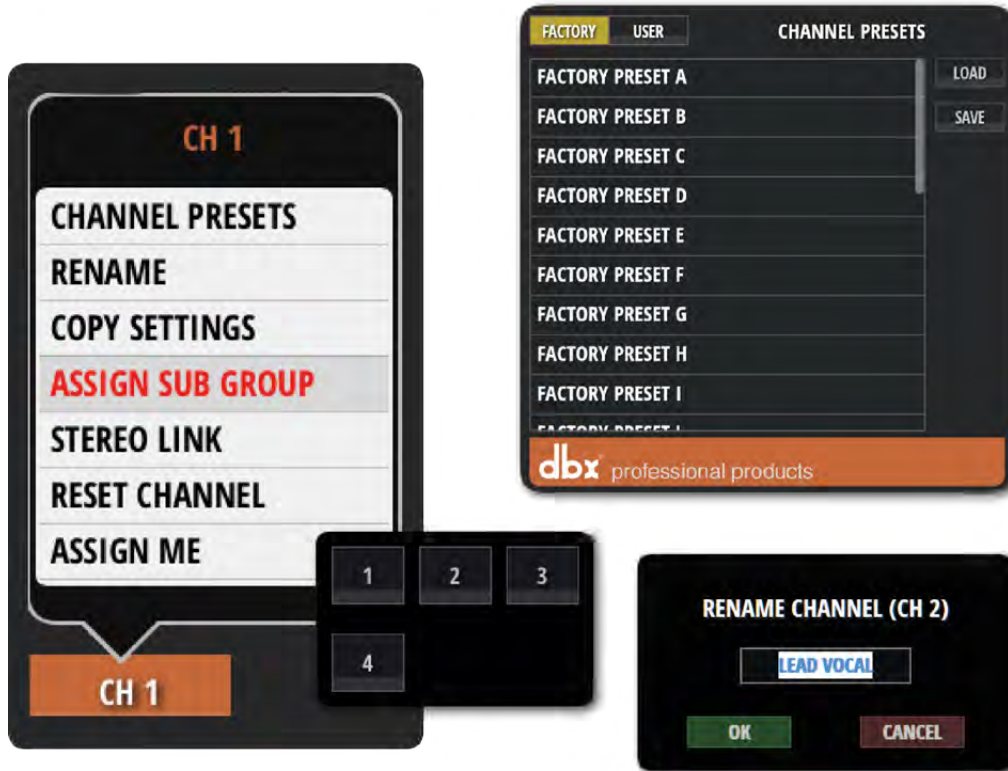 CH 1
CHANNEL PRESETS
RENAME
COPY SETTINGS
ASSIGN SUB GROUP
STEREO LINK
RESET CHANNEL
ASSIGN ME
CH 1
1 2 3
4
FACTORY USER CHANNEL PRESETS
LOAD
SAVE
FACTORY PRESET A
FACTORY PRESET B
FACTORY PRESET C
FACTORY PRESET D
FACTORY PRESET E
FACTORY PRESET F
FACTORY PRESET G
FACTORY PRESET H
FACTORY PRESET I
FACTORY PRESET
dbx professional products
RENAME CHANNEL (CH 2)
LEAD VOCAL
OK CANCEL